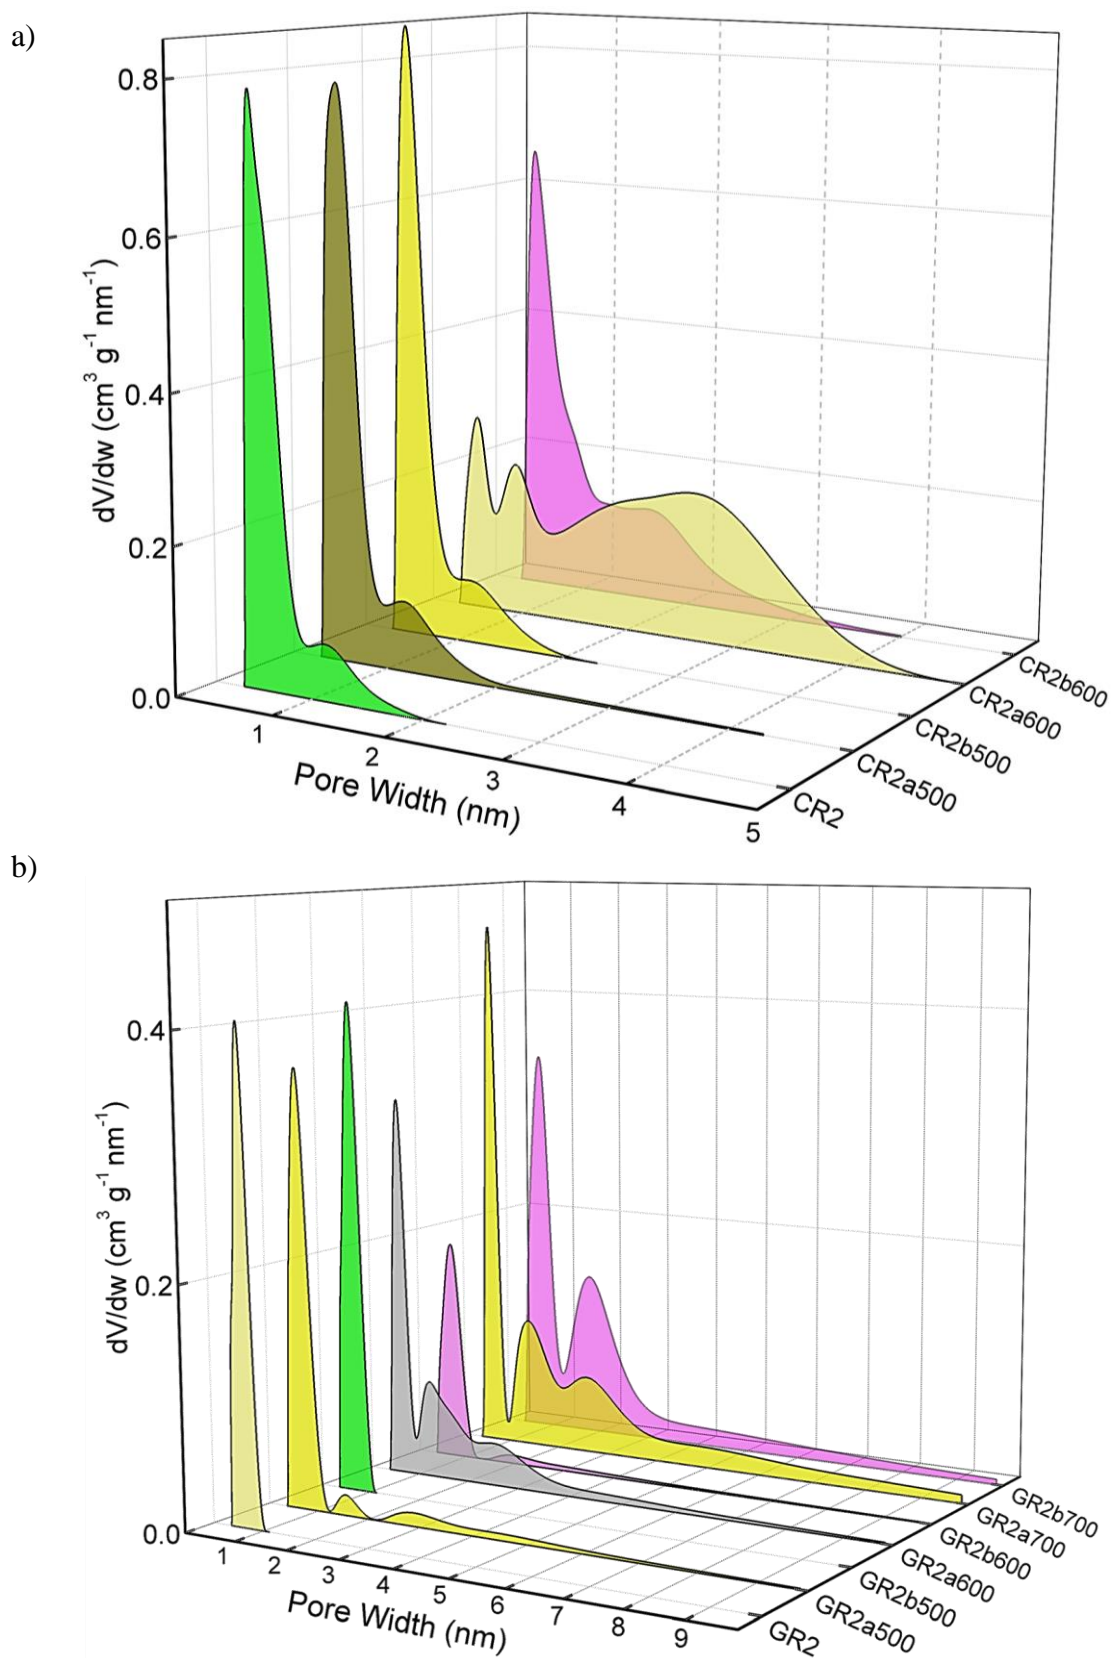 a)
0.8
0.6
0.4
0.2
0.0
dV/dw (cm³ g⁻¹ nm⁻¹)
1
2
3
4
5
Pore Width (nm)
CR2b600
CR2a600
CR2b500
CR2a500
CR2
b)
0.4
0.2
0.0
dV/dw (cm³ g⁻¹ nm⁻¹)
1
2
3
4
5
6
7
8
9
Pore Width (nm)
GR2b700
GR2a700
GR2b600
GR2a600
GR2b500
GR2a500
GR2